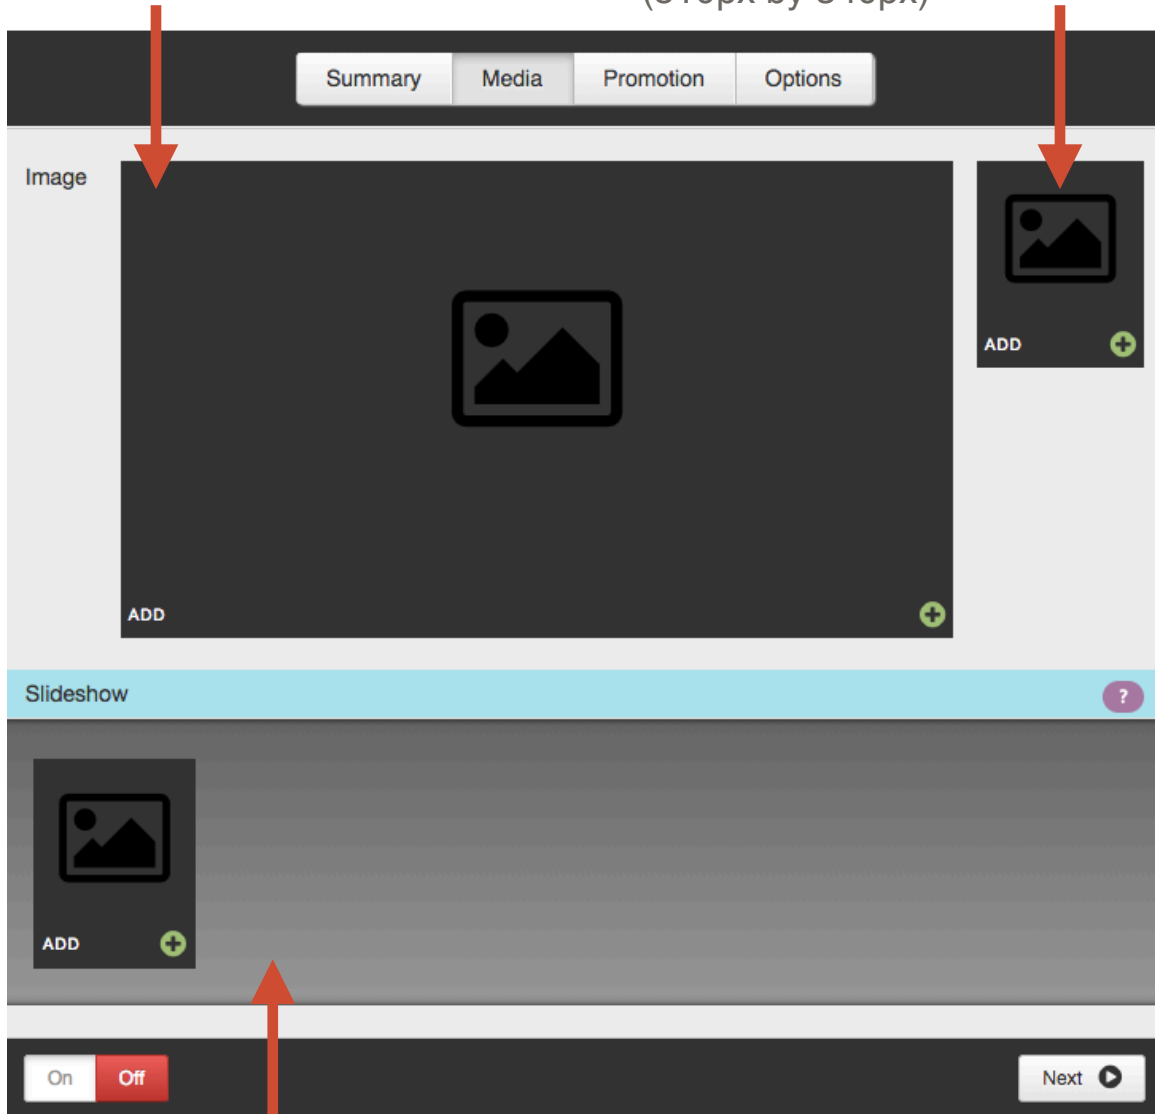 Summary Media Promotion Options
Image
ADD
ADD
Slideshow ?
ADD
On Off Next